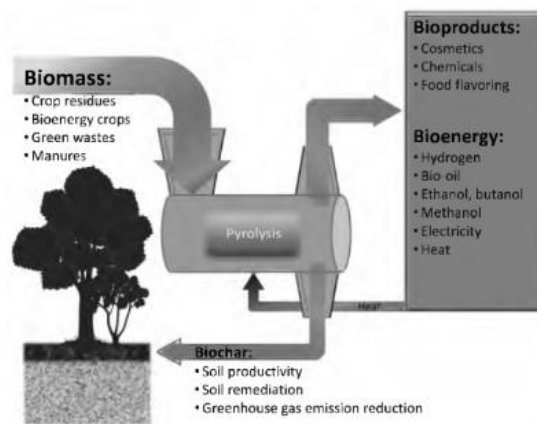 Biomass:
• Crop residues
• Bioenergy crops
• Green wastes
• Manures
Pyrolysis
Bioproducts:
• Cosmetics
• Chemicals
• Food flavoring
Bioenergy:
• Hydrogen
• Bio-oil
• Ethanol, butanol
• Methanol
• Electricity
• Heat
Heat
Biochar:
• Soil productivity
• Soil remediation
• Greenhouse gas emission reduction